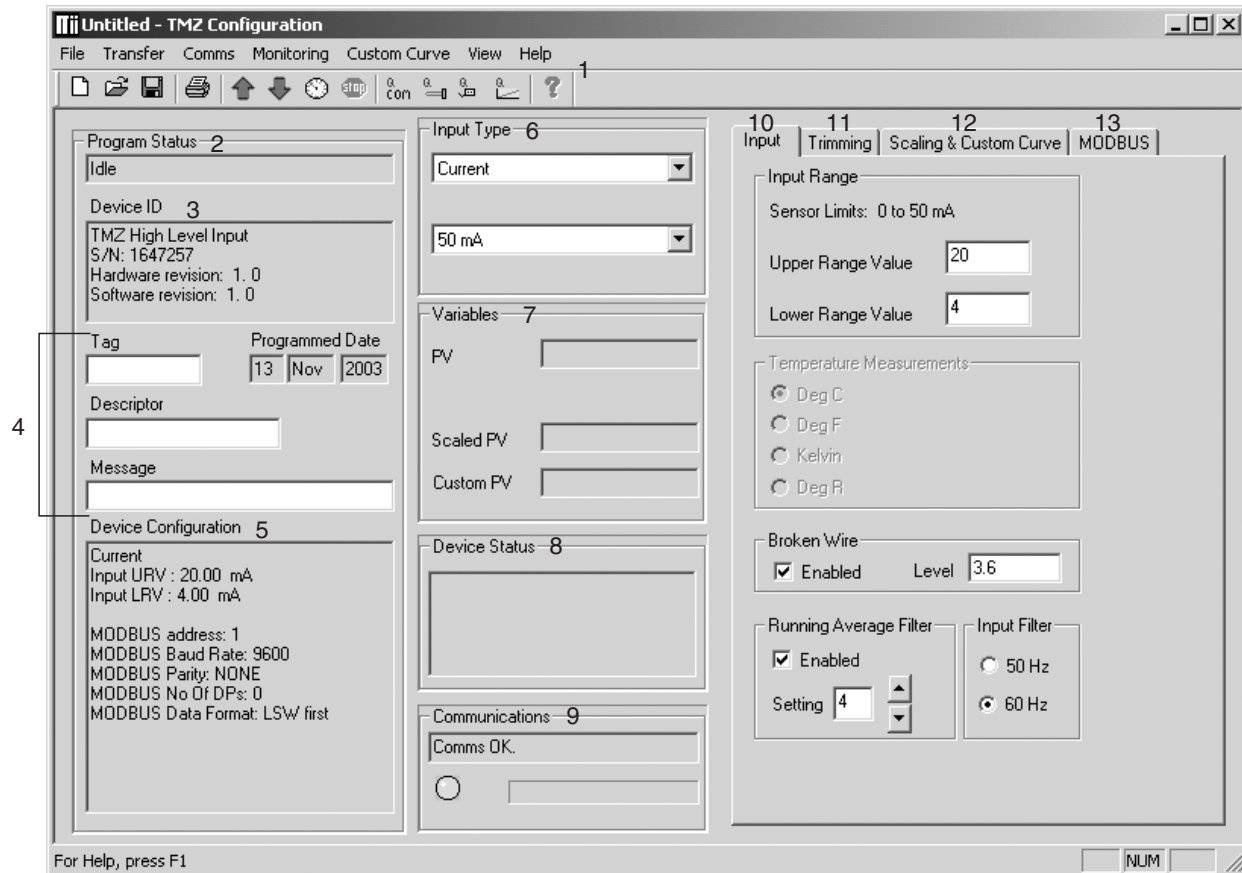 Untitled - TMZ Configuration
File Transfer Comms Monitoring Custom Curve View Help
1
Program Status 2
Idle
Device ID 3
TMZ High Level Input
S/N: 1647257
Hardware revision: 1. 0
Software revision: 1. 0
4
Tag Programmed Date
13 Nov 2003
Descriptor
Message
Device Configuration 5
Current
Input URV : 20.00 mA
Input LRV : 4.00 mA
MODBUS address: 1
MODBUS Baud Rate: 9600
MODBUS Parity: NONE
MODBUS No Of DPs: 0
MODBUS Data Format: LSW first
Input Type 6
Current
50 mA
Variables 7
PV
Scaled PV
Custom PV
Device Status 8
Communications 9
Comms OK.
10 11 12 13
Input Trimming Scaling & Custom Curve MODBUS
Input Range
Sensor Limits: 0 to 50 mA
Upper Range Value 20
Lower Range Value 4
Temperature Measurements
Deg C
Deg F
Kelvin
Deg R
Broken Wire
Enabled Level 3.6
Running Average Filter
Enabled
Setting 4
Input Filter
50 Hz
60 Hz
For Help, press F1
NUM